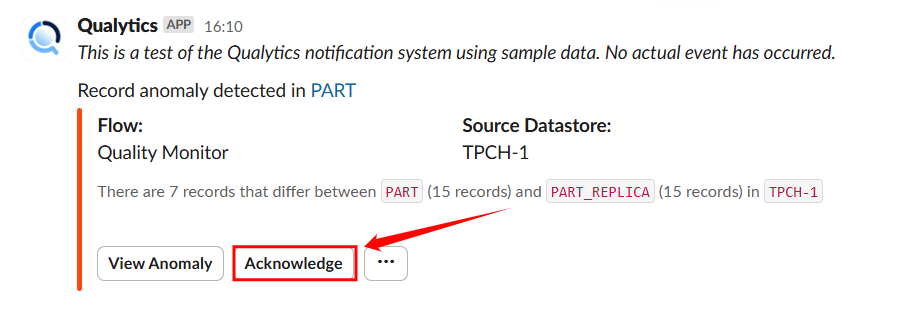 Qualytics APP 16:10
This is a test of the Qualytics notification system using sample data. No actual event has occurred.
Record anomaly detected in PART
Flow: Source Datastore:
Quality Monitor TPCH-1
There are 7 records that differ between PART (15 records) and PART_REPLICA (15 records) in TPCH-1
View Anomaly Acknowledge ···